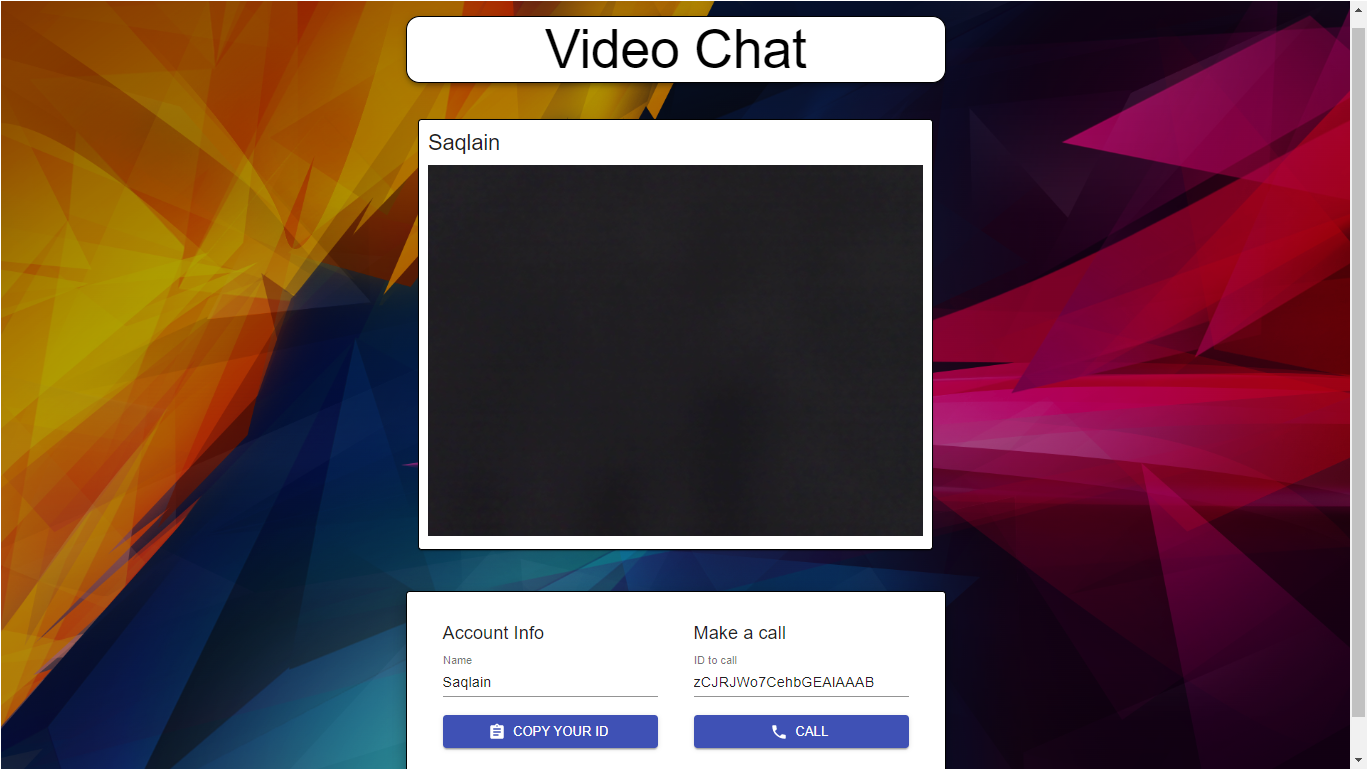 Video Chat
Saqlain
Account Info
Name
Saqlain
COPY YOUR ID
Make a call
ID to call
zCJRJWo7CehbGEAIAAAB
CALL